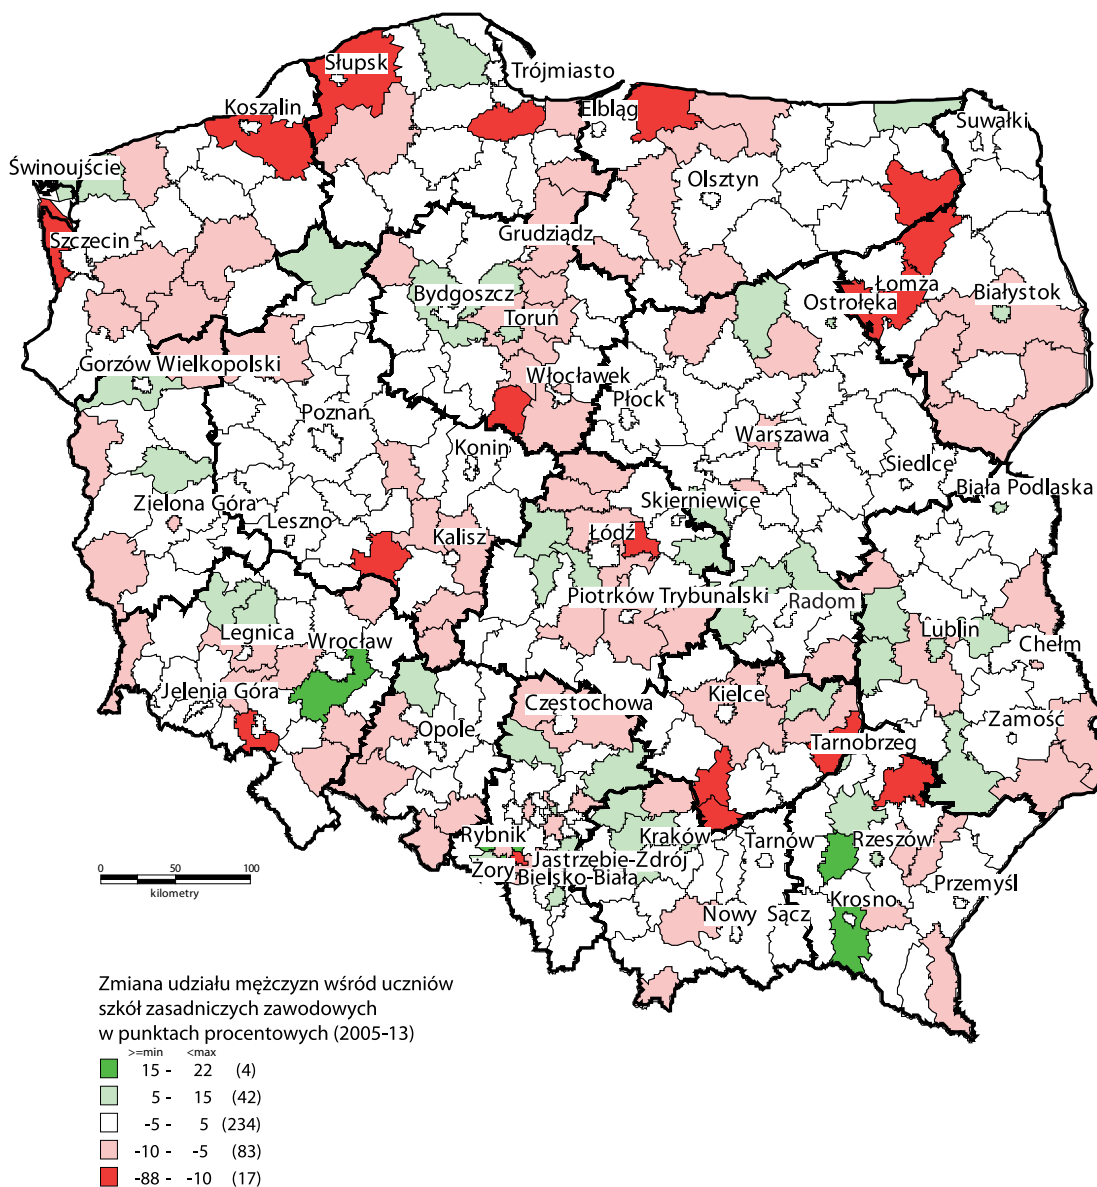 Słupsk
Trójmiasto
Koszalin
Elbląg
Suwałki
Świnoujście
Olsztyn
Szczecin
Grudziądz
Bydgoszcz
Toruń
Ostrołęka
Łomża
Białystok
Gorzów Wielkopolski
Włocławek
Płock
Poznań
Warszawa
Konin
Siedlce
Biała Podląska
Zielona Góra
Skierniewice
Leszno
Kalisz
Łódź
Piotrków Trybunalski
Radom
Legnica
Wrocław
Lublin
Chełm
Jelenia Góra
Kielce
Częstochowa
Opole
Zamość
Tarnobrzeg
Rybnik
Kraków
Tarnów
Rzeszów
Jastrzebie-Zdrój
Żory
Bielsko-Biała
Przemyśl
Krosno
Nowy Sącz
0 50 100
kilometry
Zmiana udziału mężczyzn wśród uczniów
szkół zasadniczych zawodowych
w punktach procentowych (2005-13)
>=min <max
15 - 22 (4)
5 - 15 (42)
-5 - 5 (234)
-10 - -5 (83)
-88 - -10 (17)